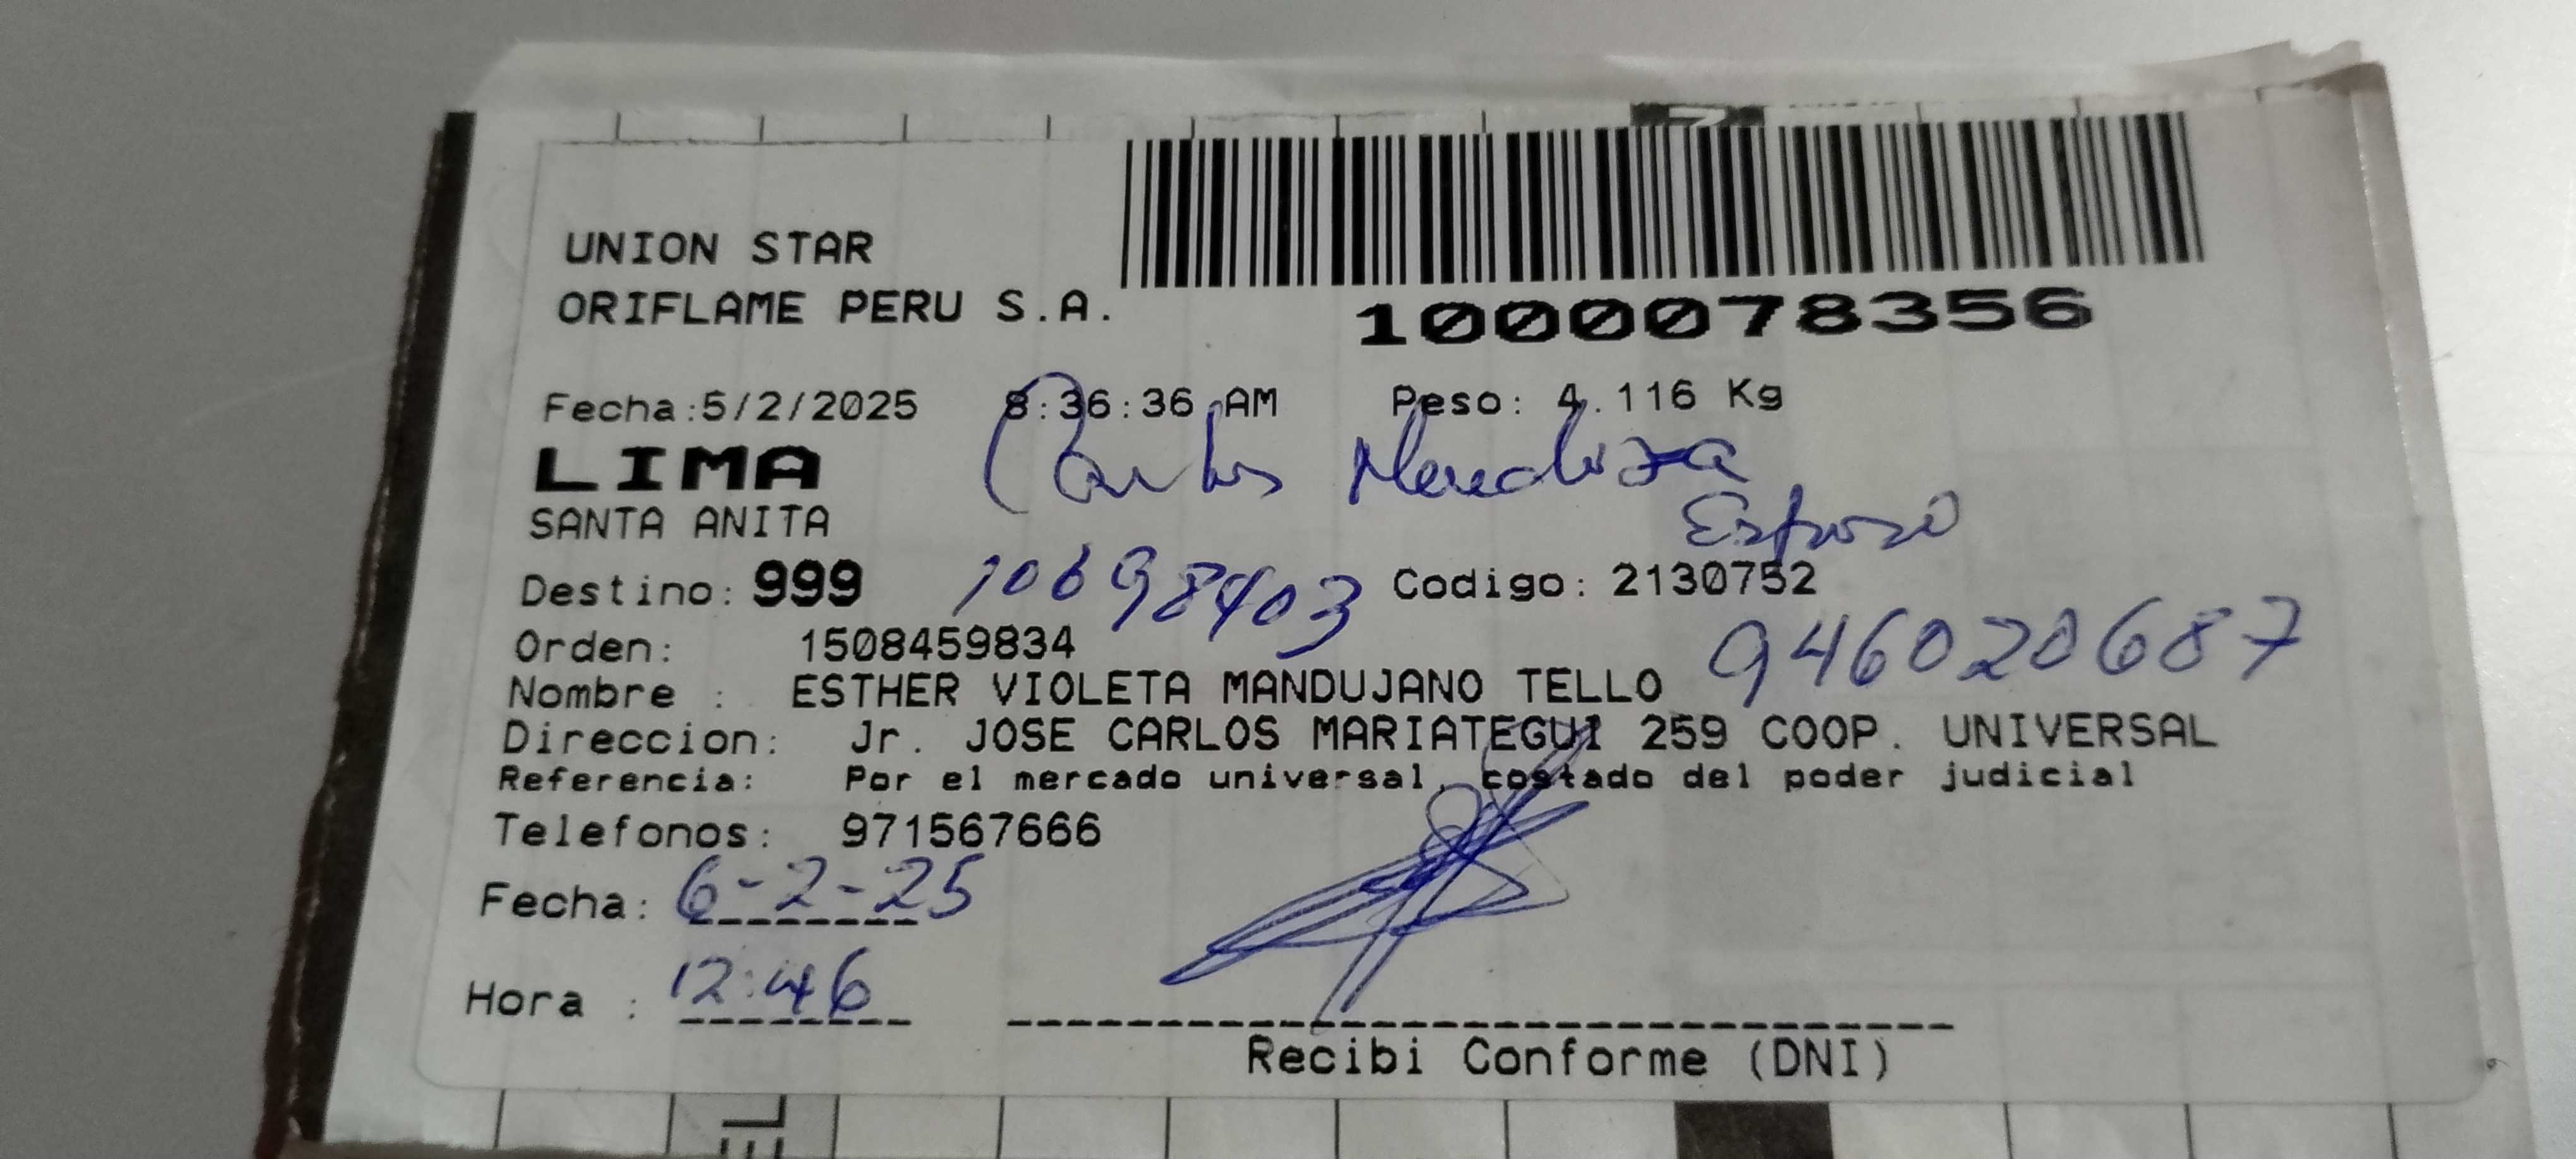 UNION STAR
ORIFLAME PERU S.A.
1000078356
Fecha:5/2/2025 8:36:36 AM Peso: 4.116 Kg
LIMA
Carlos Mendoza
SANTA ANITA
Esposo
Destino: 999 10698403 Codigo: 2130752
Orden: 1508459834
946020687
Nombre : ESTHER VIOLETA MANDUJANO TELLO
Direccion: Jr. JOSE CARLOS MARIATEGUI 259 COOP. UNIVERSAL
Referencia: Por el mercado universal, costado del poder judicial
Telefonos: 971567666
Fecha: 6-2-25
Hora : 12:46
Recibi Conforme (DNI)